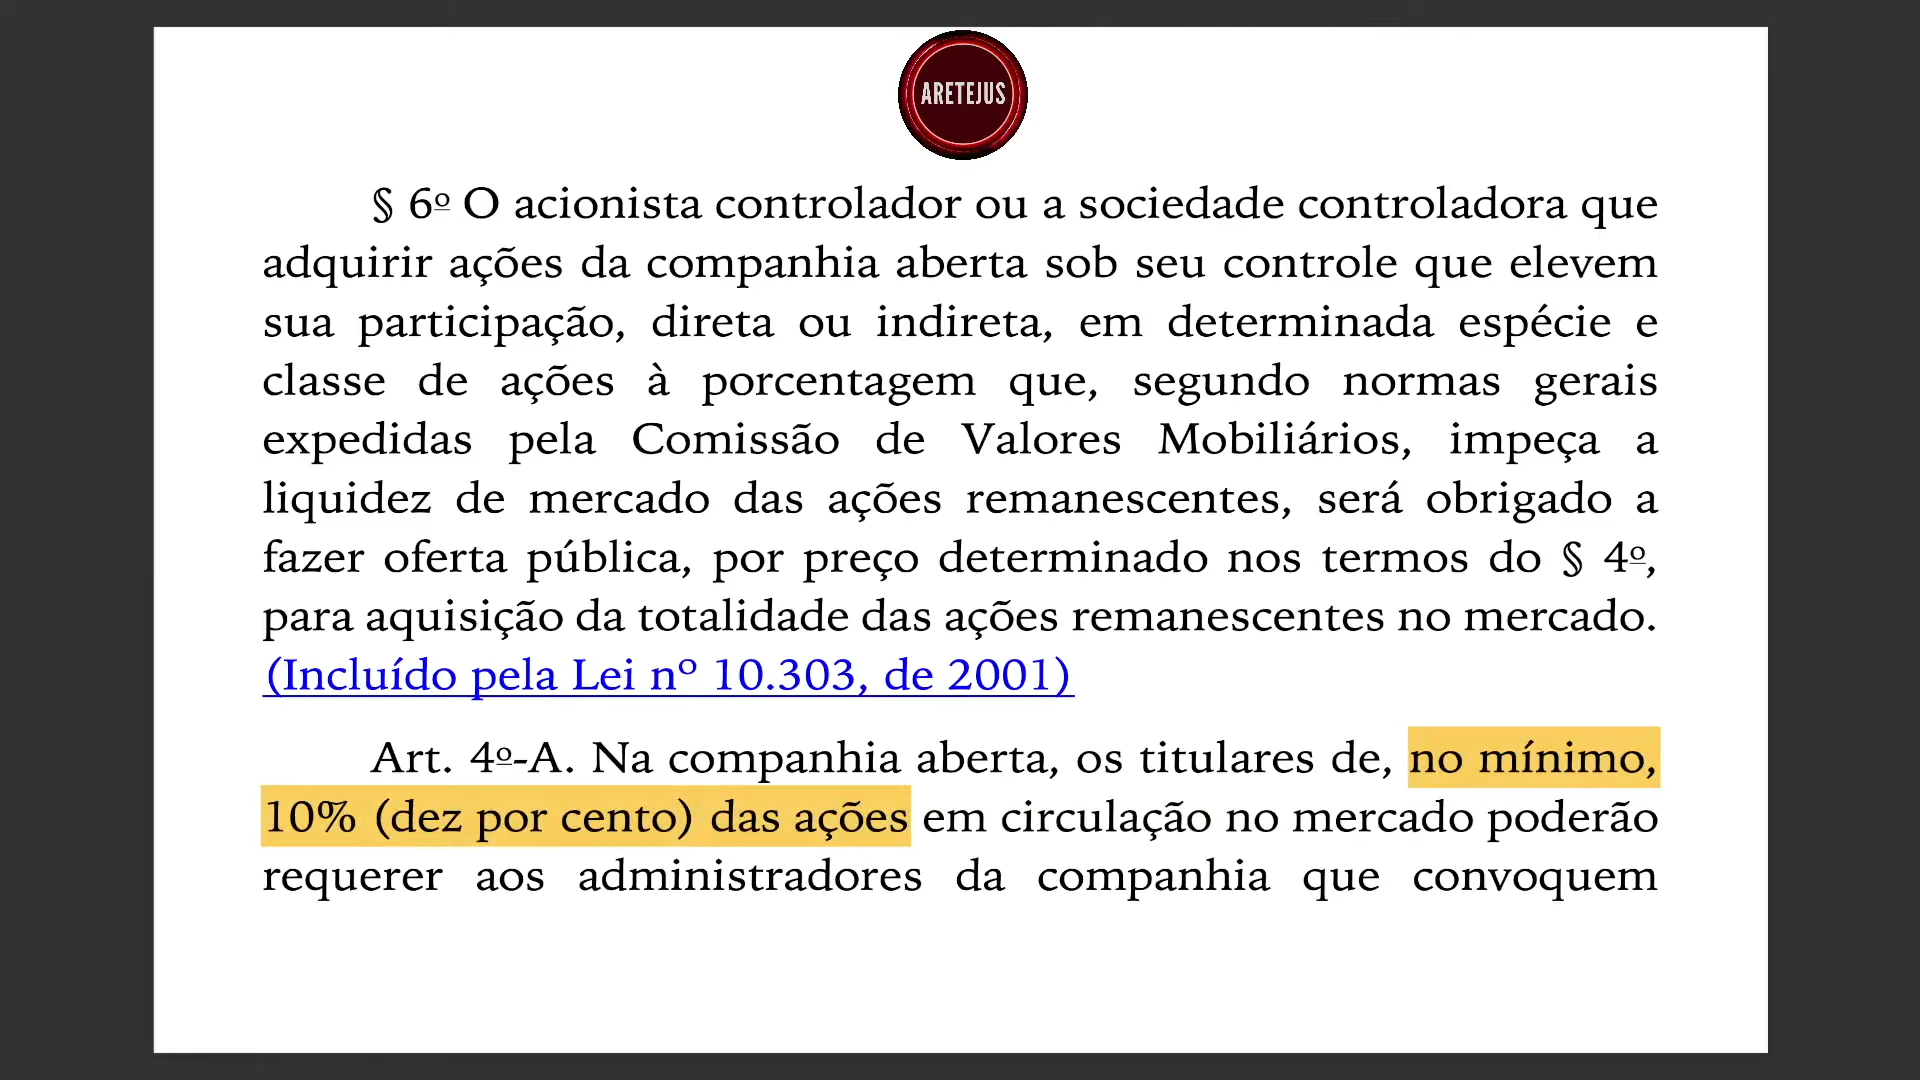 ARETEJUS
§ 6º O acionista controlador ou a sociedade controladora que
adquirir ações da companhia aberta sob seu controle que elevem
sua participação, direta ou indireta, em determinada espécie e
classe de ações à porcentagem que, segundo normas gerais
expedidas pela Comissão de Valores Mobiliários, impeça a
liquidez de mercado das ações remanescentes, será obrigado a
fazer oferta pública, por preço determinado nos termos do § 4º,
para aquisição da totalidade das ações remanescentes no mercado.
(Incluído pela Lei nº 10.303, de 2001)
Art. 4º-A. Na companhia aberta, os titulares de, no mínimo,
10% (dez por cento) das ações em circulação no mercado poderão
requerer aos administradores da companhia que convoquem